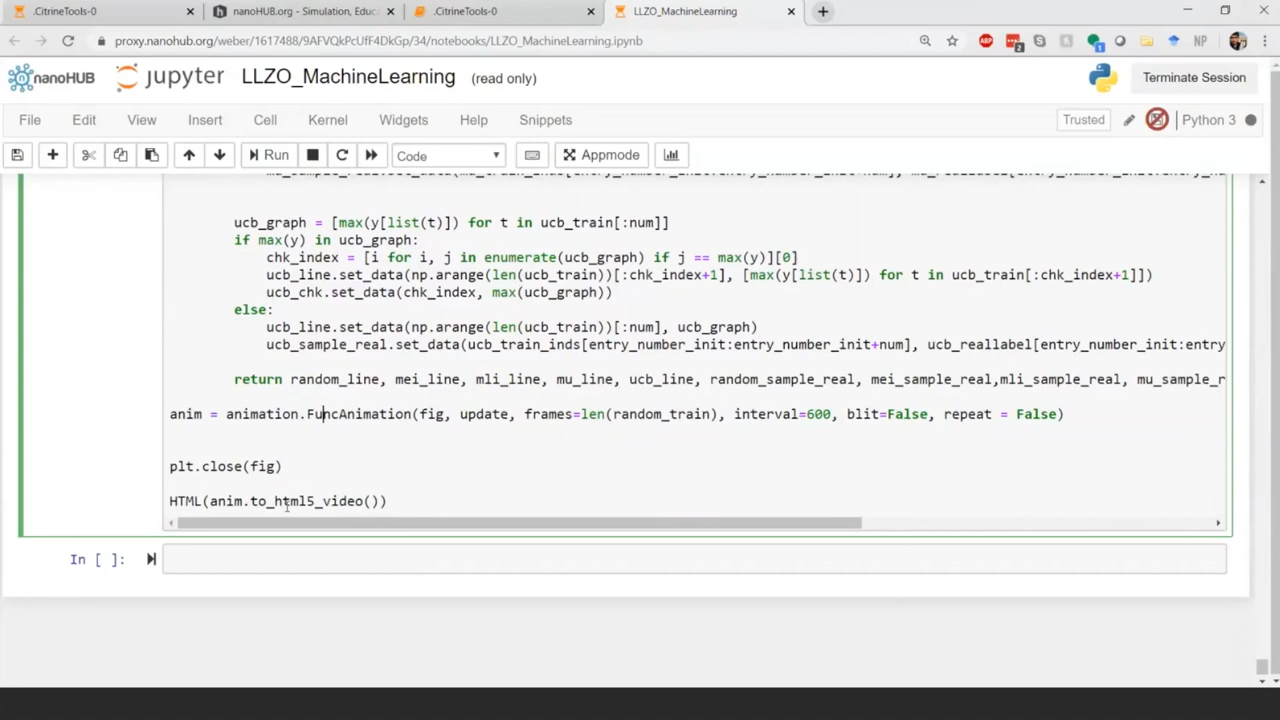 .CitrineTools-0
nanoHUB.org - Simulation, Educ
.CitrineTools-0
LLZO_MachineLearning
proxy.nanohub.org/weber/1617488/9AFVQkPcUfF4DkGp/34/notebooks/LLZO_MachineLearning.ipynb
ABP
2
1
NP
nanoHUB
jupyter
LLZO_MachineLearning
(read only)
Terminate Session
File Edit View Insert Cell Kernel Widgets Help Snippets
Trusted
Python 3
Run
Code
Appmode
ucb_graph = [max(y[list(t)]) for t in ucb_train[:num]]
if max(y) in ucb_graph:
chk_index = [i for i, j in enumerate(ucb_graph) if j == max(y)][0]
ucb_line.set_data(np.arange(len(ucb_train))[:chk_index+1], [max(y[list(t)]) for t in ucb_train[:chk_index+1]])
ucb_chk.set_data(chk_index, max(ucb_graph))
else:
ucb_line.set_data(np.arange(len(ucb_train))[:num], ucb_graph)
ucb_sample_real.set_data(ucb_train_inds[entry_number_init:entry_number_init+num], ucb_reallabel[entry_number_init:entry
return random_line, mei_line, mli_line, mu_line, ucb_line, random_sample_real, mei_sample_real,mli_sample_real, mu_sample_r
anim = animation.FuncAnimation(fig, update, frames=len(random_train), interval=600, blit=False, repeat = False)
plt.close(fig)
HTML(anim.to_html5_video())
In [ ]: